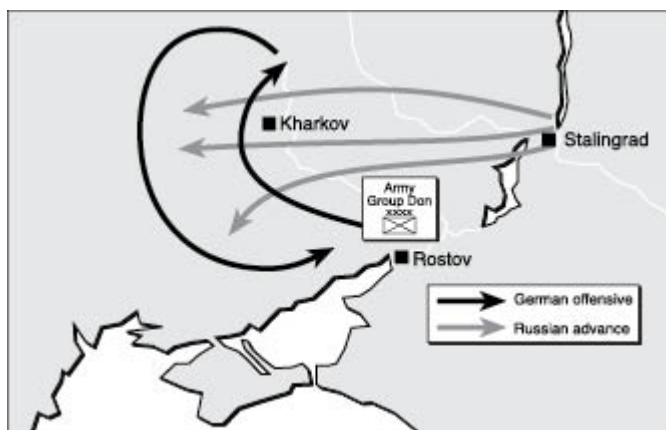 Kharkov
Stalingrad
Army
Group Don
xxxx
Rostov
German offensive
Russian advance